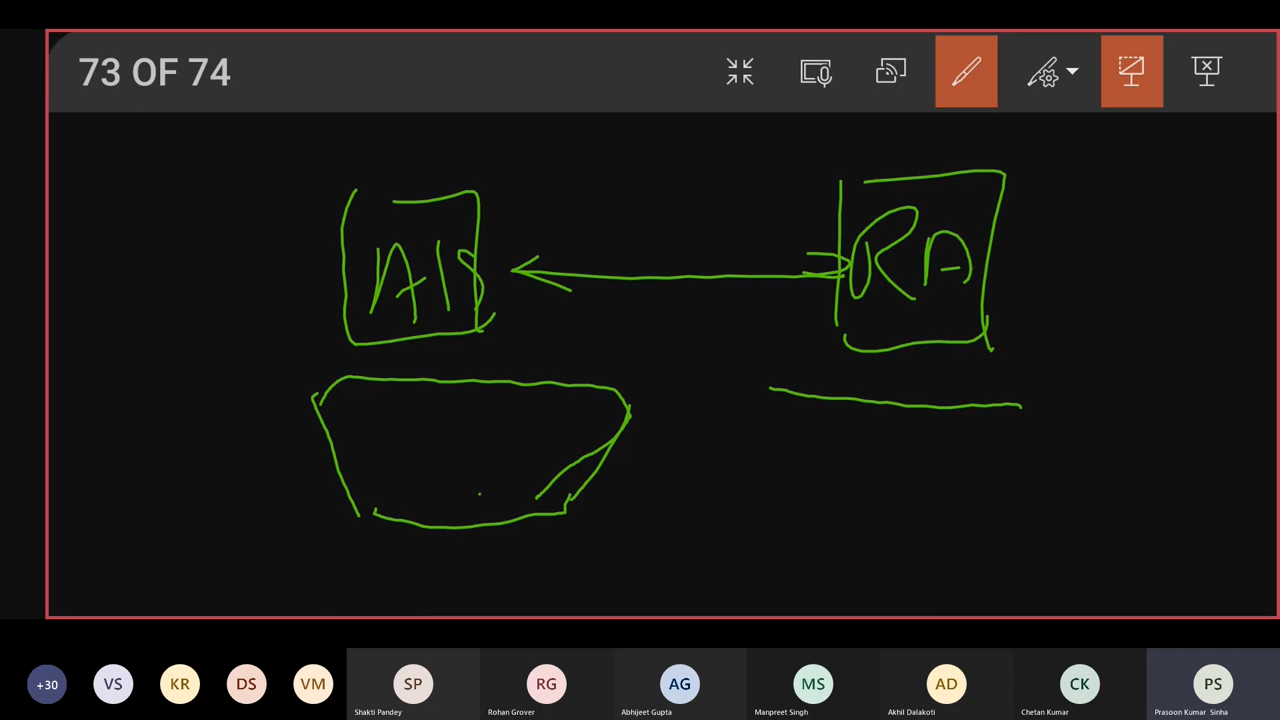 73 OF 74
AIS RA
+30 VS KR DS VM SP RG AG MS AD CK PS
Shakti Pandey Rohan Grover Abhijeet Gupta Manpreet Singh Akhil Dalakoti Chetan Kumar Prasoon Kumar Sinha